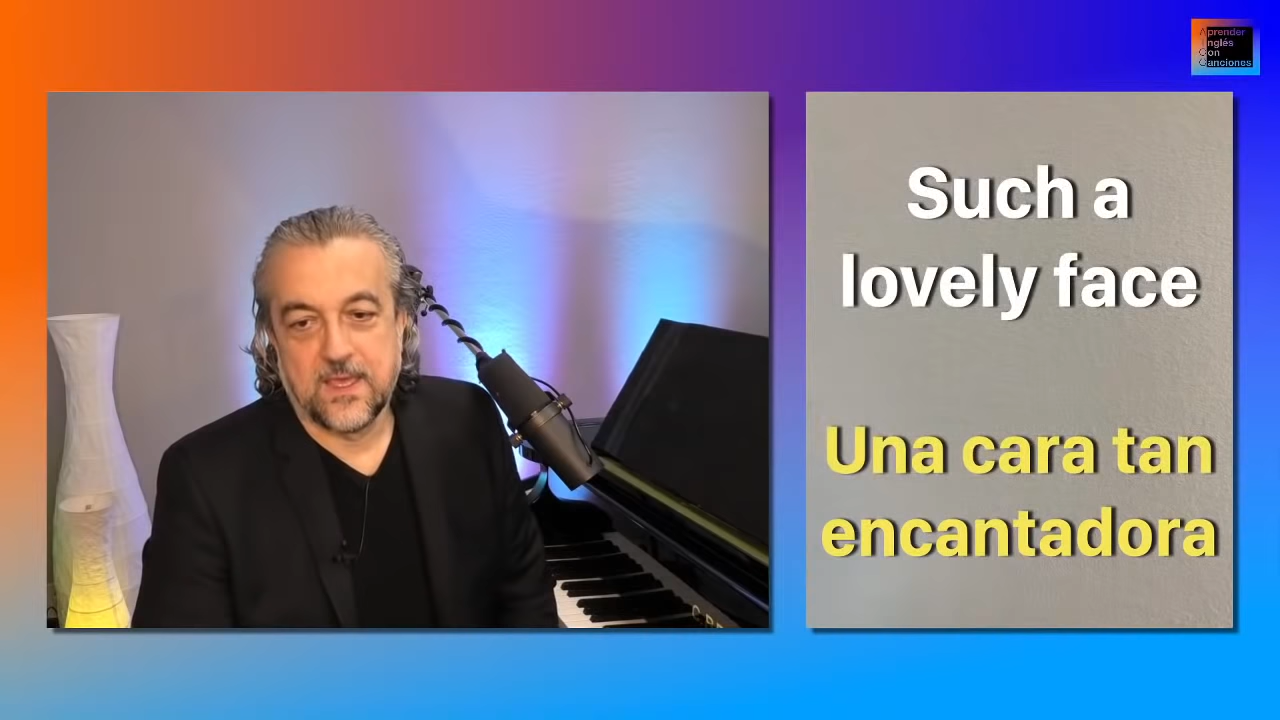 Aprender
Inglés
Con
Canciones
Such a
lovely face
Una cara tan
encantadora